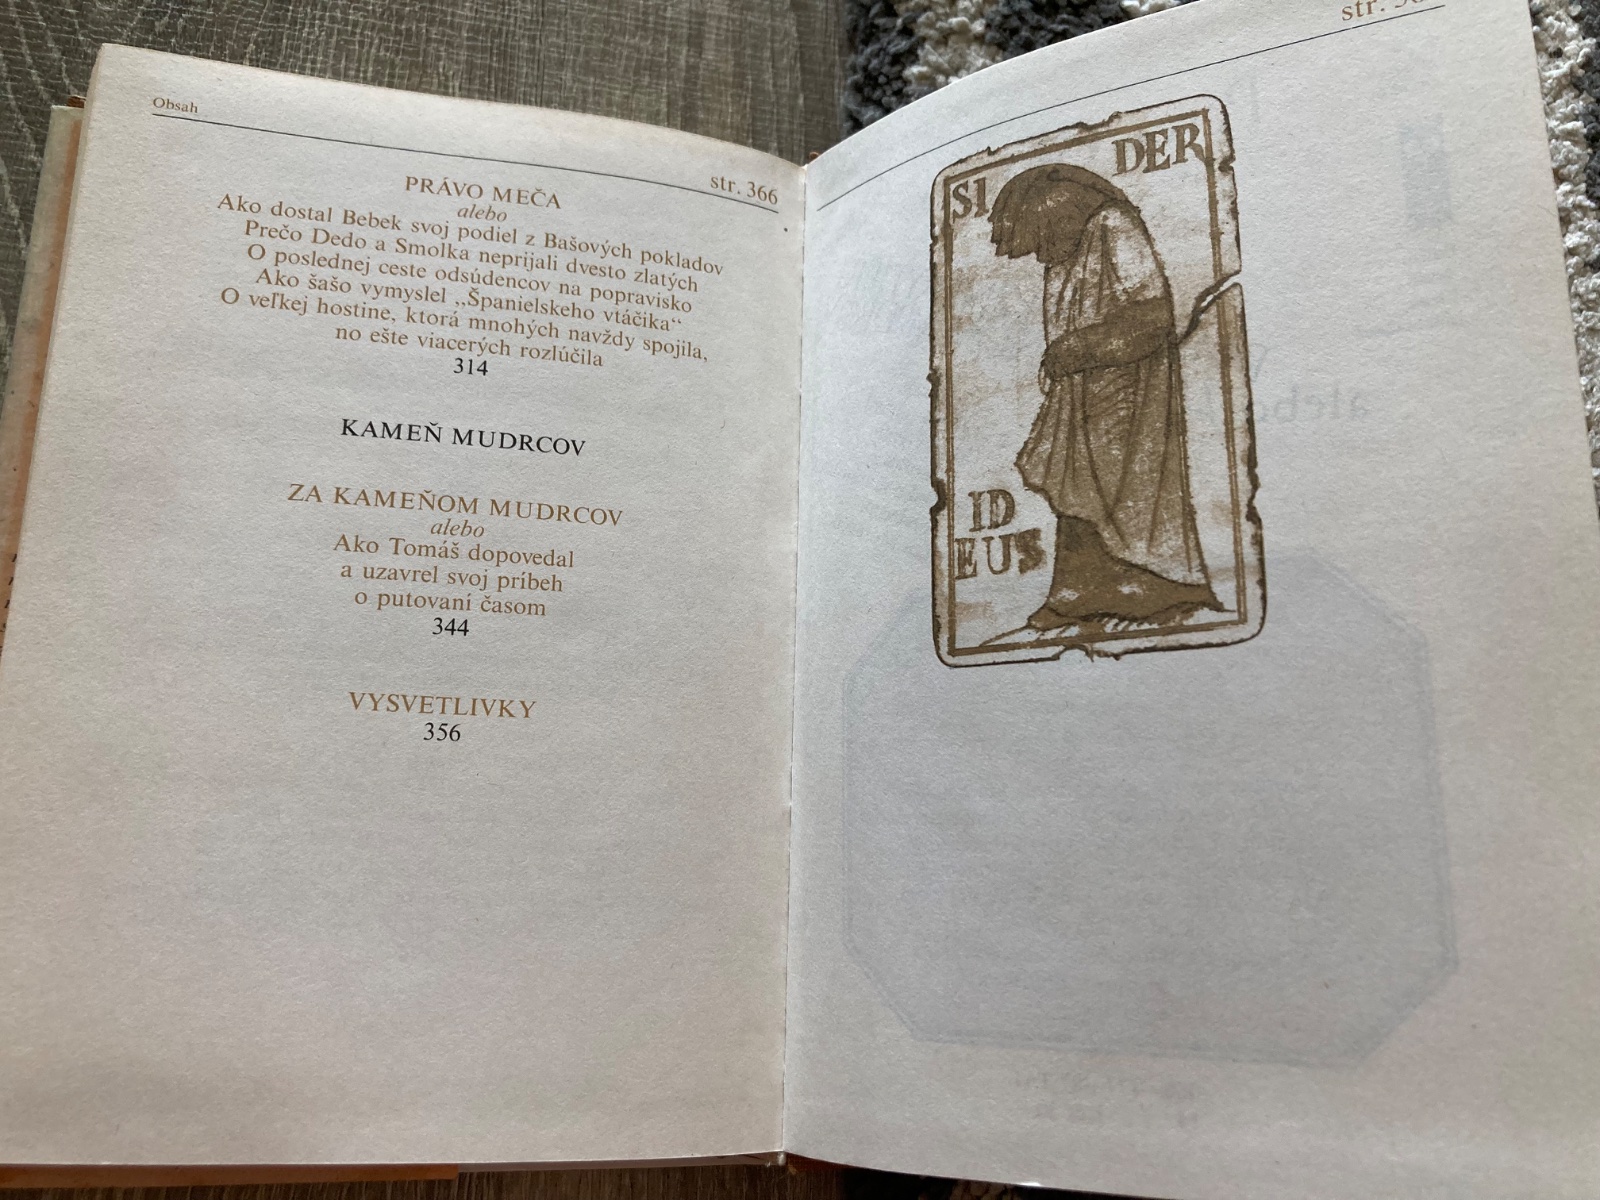 Obsah
str. 366
PRÁVO MEČA
alebo
Ako dostal Bebek svoj podiel z Bašových pokladov
Prečo Dedo a Smolka neprijali dvesto zlatých
O poslednej ceste odsúdencov na popravisko
Ako šašo vymyslel „Španielskeho vtáčika“
O veľkej hostine, ktorá mnohých navždy spojila,
no ešte viacerých rozlúčila
314
KAMEŇ MUDRCOV
ZA KAMEŇOM MUDRCOV
alebo
Ako Tomáš dopovedal
a uzavrel svoj príbeh
o putovaní časom
344
VYSVETLIVKY
356
str.
SI DER
ID
EUS